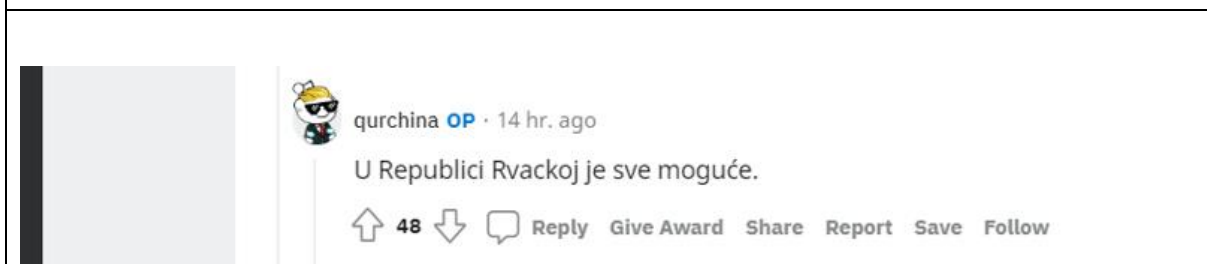 qurchina OP · 14 hr. ago
U Republici Rvackoj je sve moguće.
48 Reply Give Award Share Report Save Follow